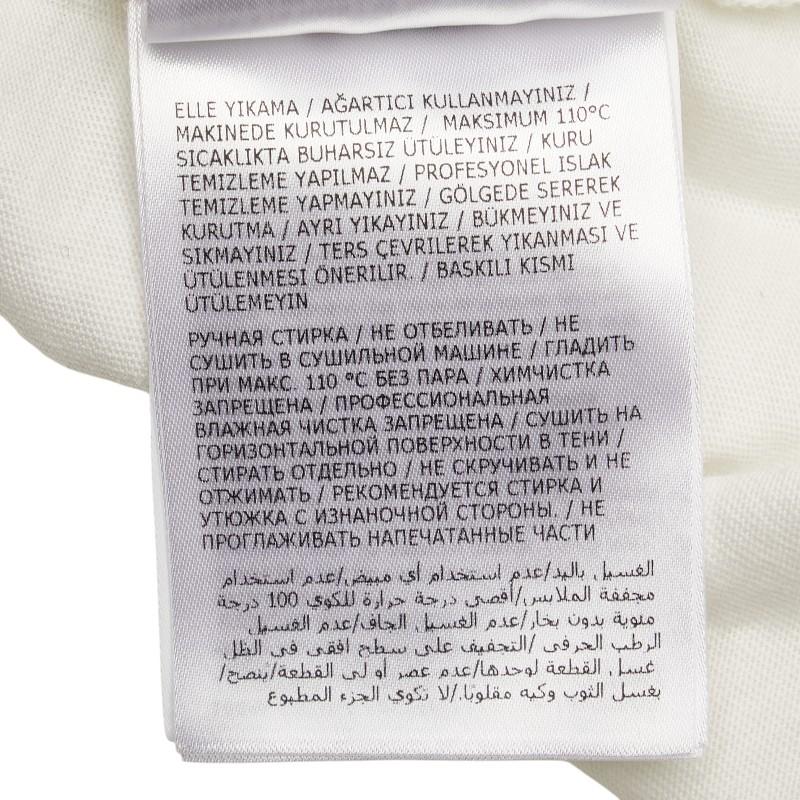 ELLE YIKAMA / AĞARTICI KULLANMAYINIZ /
MAKINEDE KURUTULMAZ / MAKSIMUM 110°C
SICAKLIKTA BUHARSIZ ÜTÜLEYINIZ / KURU
TEMIZLEME YAPILMAZ / PROFESYONEL ISLAK
TEMIZLEME YAPMAYINIZ / GÖLGEDE SEREREK
KURUTMA / AYRI YIKAYINIZ / BÜKMEYINIZ VE
SIKMAYINIZ / TERS ÇEVRILEREK YIKANMASI VE
ÜTÜLENMESI ÖNERILIR. / BASKILI KISMI
ÜTÜLEMEYIN
РУЧНАЯ СТИРКА / НЕ ОТБЕЛИВАТЬ / НЕ
СУШИТЬ В СУШИЛЬНОЙ МАШИНЕ / ГЛАДИТЬ
ПРИ МАКС. 110 °C БЕЗ ПАРА / ХИМЧИСТКА
ЗАПРЕЩЕНА / ПРОФЕССИОНАЛЬНАЯ
ВЛАЖНАЯ ЧИСТКА ЗАПРЕЩЕНА / СУШИТЬ НА
ГОРИЗОНТАЛЬНОЙ ПОВЕРХНОСТИ В ТЕНИ /
СТИРАТЬ ОТДЕЛЬНО / НЕ СКРУЧИВАТЬ И НЕ
ОТЖИМАТЬ / РЕКОМЕНДУЕТСЯ СТИРКА И
УТЮЖКА С ИЗНАНОЧНОЙ СТОРОНЫ. / НЕ
ПРОГЛАЖИВАТЬ НАПЕЧАТАННЫЕ ЧАСТИ
الغسيل باليد/عدم استخدام أي مبيض/عدم استخدام
مجففة الملابس/أقصى درجة حرارة للكوي 100 درجة
مئوية بدون بخار/عدم الغسيل الجاف/عدم الغسيل
الرطب الحرفي /التجفيف على سطح افقي في الظل
غسل القطعة لوحدها/عدم عصر أو لي القطعة/ينصح/
بغسل الثوب وكيه مقلوبًا./لا تكوي الجزء المطبوع